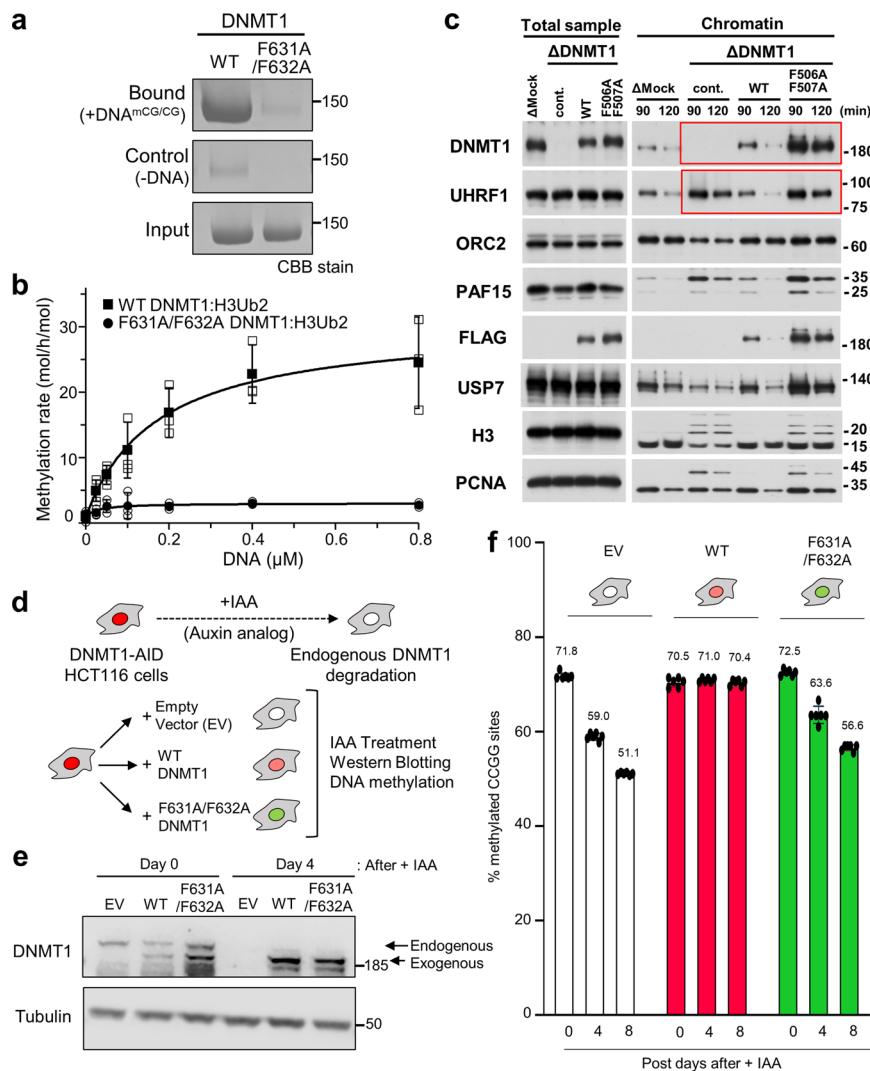 a
DNMT1
WT
F631A
/F632A
Bound
(+DNAmCG/CG)
-150
Control
(-DNA)
-150
Input
-150
CBB stain
b
WT DNMT1:H3Ub2
F631A/F632A DNMT1:H3Ub2
Methylation rate (mol/h/mol)
30
20
10
0
0 0.2 0.4 0.6 0.8
DNA (μM)
c
Total sample Chromatin
ΔDNMT1 ΔDNMT1
ΔMock
cont.
WT
F506A
F507A
ΔMock cont. WT F506A
F507A
90 120 90 120 90 120 90 120 (min)
DNMT1 -180
UHRF1 -100
-75
ORC2 -60
PAF15 -35
-25
FLAG -180
USP7 -140
H3 -20
-15
PCNA -45
-35
d
+IAA
(Auxin analog)
DNMT1-AID
HCT116 cells
Endogenous DNMT1
degradation
+ Empty
Vector (EV)
+ WT
DNMT1
+ F631A/F632A
DNMT1
IAA Treatment
Western Blotting
DNA methylation
e
Day 0 Day 4 : After + IAA
EV WT F631A
/F632A
EV WT F631A
/F632A
DNMT1
Endogenous
Exogenous
-185
Tubulin
-50
f
EV WT F631A
/F632A
% methylated CCGG sites
100
80
60
40
20
0
71.8 59.0 51.1
70.5 71.0 70.4
72.5 63.6 56.6
0 4 8 0 4 8 0 4 8
Post days after + IAA